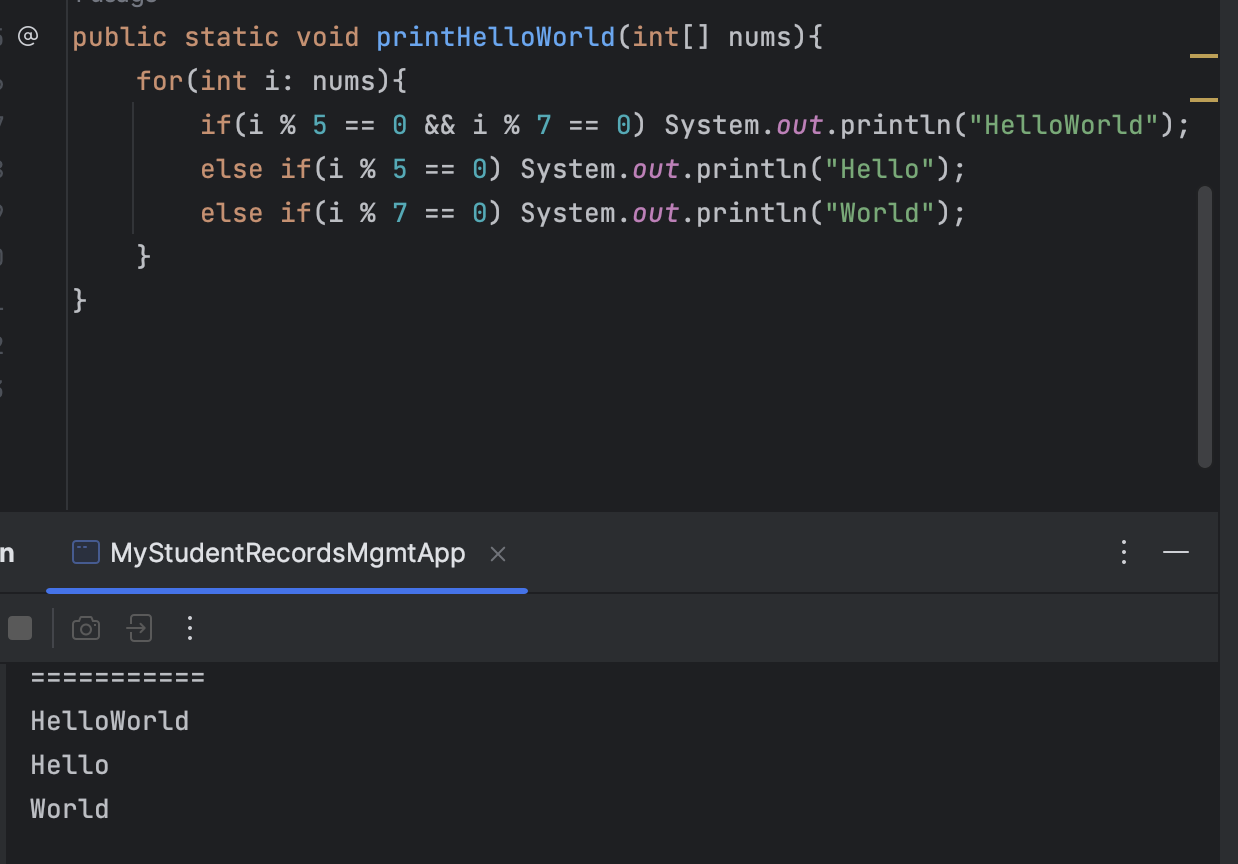 @ public static void printHelloWorld(int[] nums){
for(int i: nums){
if(i % 5 == 0 && i % 7 == 0) System.out.println("HelloWorld");
else if(i % 5 == 0) System.out.println("Hello");
else if(i % 7 == 0) System.out.println("World");
}
}
n MyStudentRecordsMgmtApp
===========
HelloWorld
Hello
World